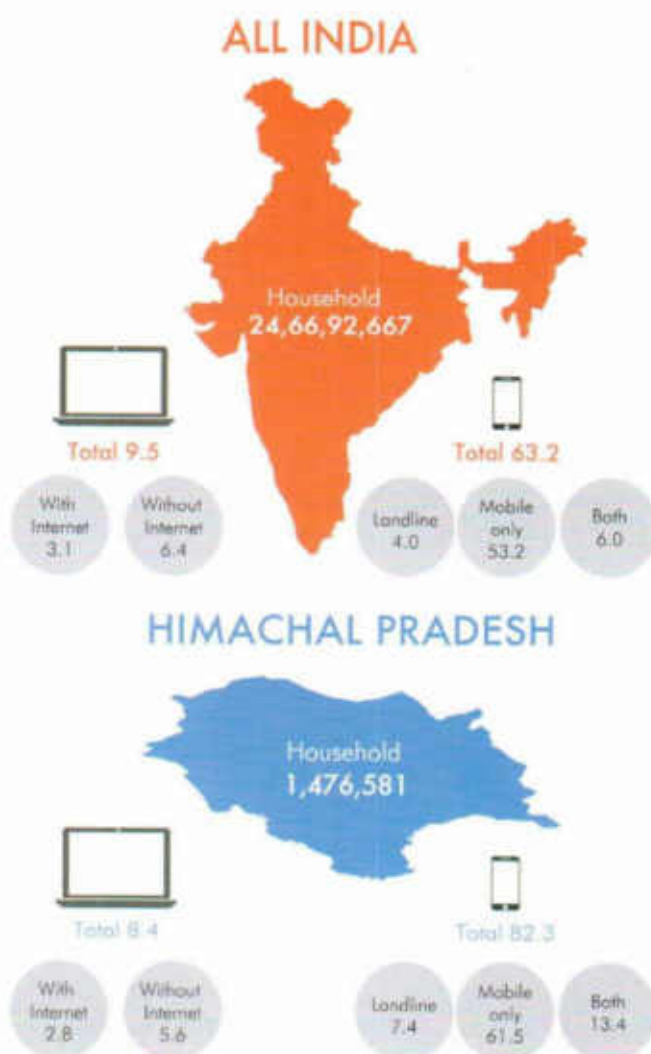 ALL INDIA
Household
24,66,92,667
Total 9.5
Total 63.2
With
Internet
3.1
Without
Internet
6.4
Landline
4.0
Mobile
only
53.2
Both
6.0
HIMACHAL PRADESH
Household
1,476,581
Total 8.4
Total 82.3
With
Internet
2.8
Without
Internet
5.6
Landline
7.4
Mobile
only
61.5
Both
13.4